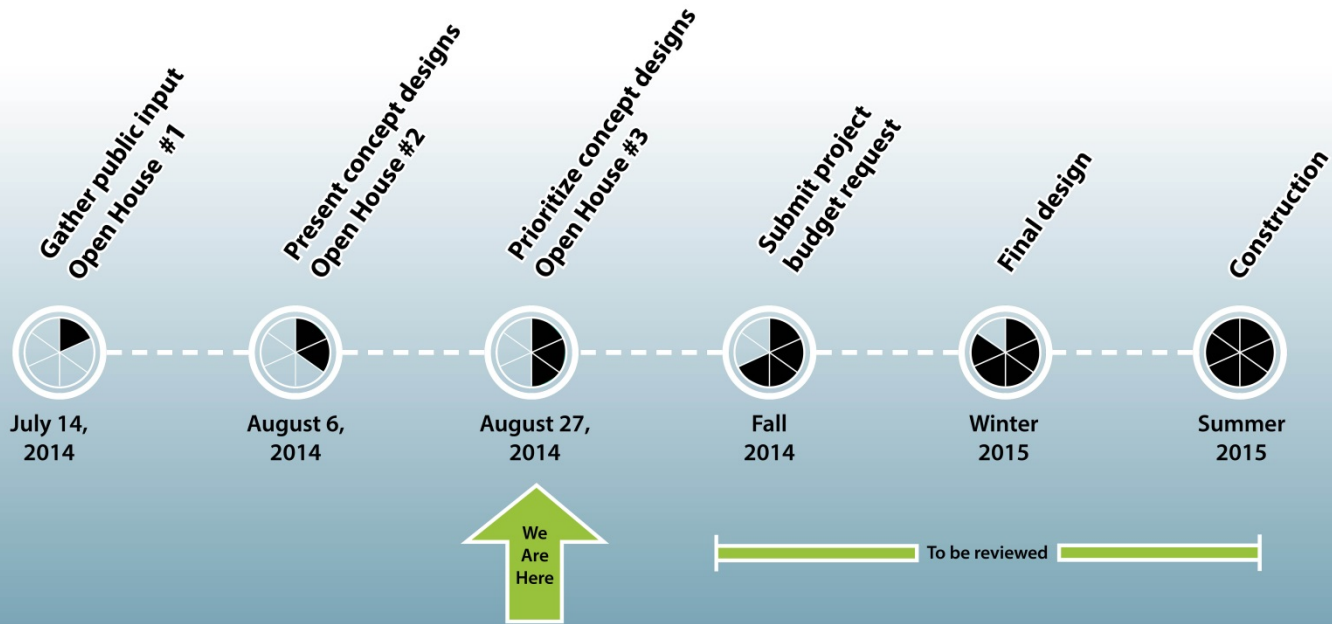 Gather public input
Open House #1
Present concept designs
Open House #2
Prioritize concept designs
Open House #3
Submit project
budget request
Final design
Construction
July 14,
2014
August 6,
2014
August 27,
2014
Fall
2014
Winter
2015
Summer
2015
We
Are
Here
To be reviewed